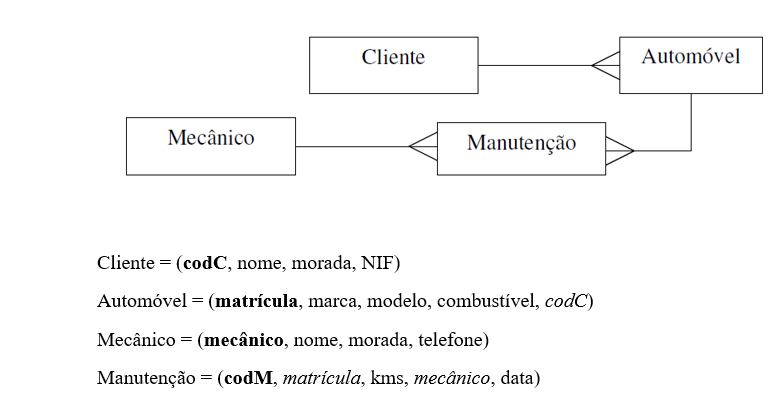 Cliente
Automóvel
Mecânico
Manutenção
Cliente = (codC, nome, morada, NIF)
Automóvel = (matrícula, marca, modelo, combustível, codC)
Mecânico = (mecânico, nome, morada, telefone)
Manutenção = (codM, matrícula, kms, mecânico, data)